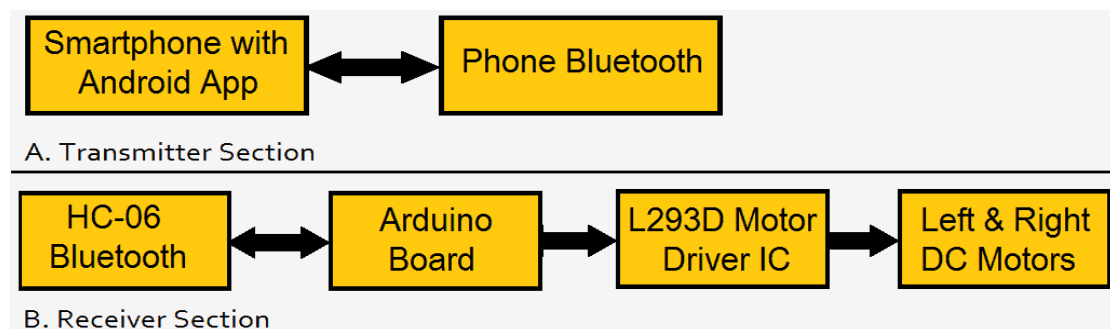 Smartphone with
Android App
Phone Bluetooth
A. Transmitter Section
HC-06
Bluetooth
Arduino
Board
L293D Motor
Driver IC
Left & Right
DC Motors
B. Receiver Section